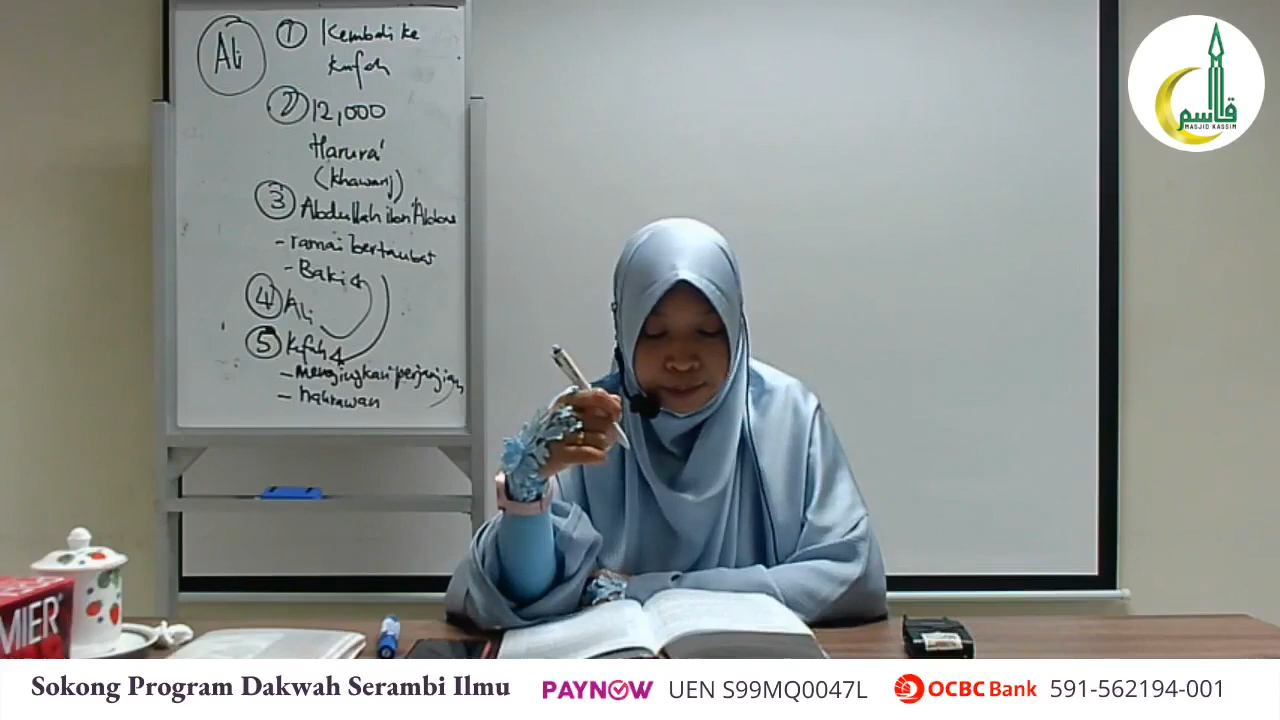 Ali
① Kembali ke
Kufah
② 12,000
Harura'
(Khawarij)
③ Abdullah ibn 'Abbas
- ramai bertaubat
- Baki
④ Ali
⑤ Kufah
- mengingkari perjanjian
- Nahrawan
قاسم
MASJID KASSIM
MIER
Sokong Program Dakwah Serambi Ilmu PAYNOW UEN S99MQ0047L OCBC Bank 591-562194-001